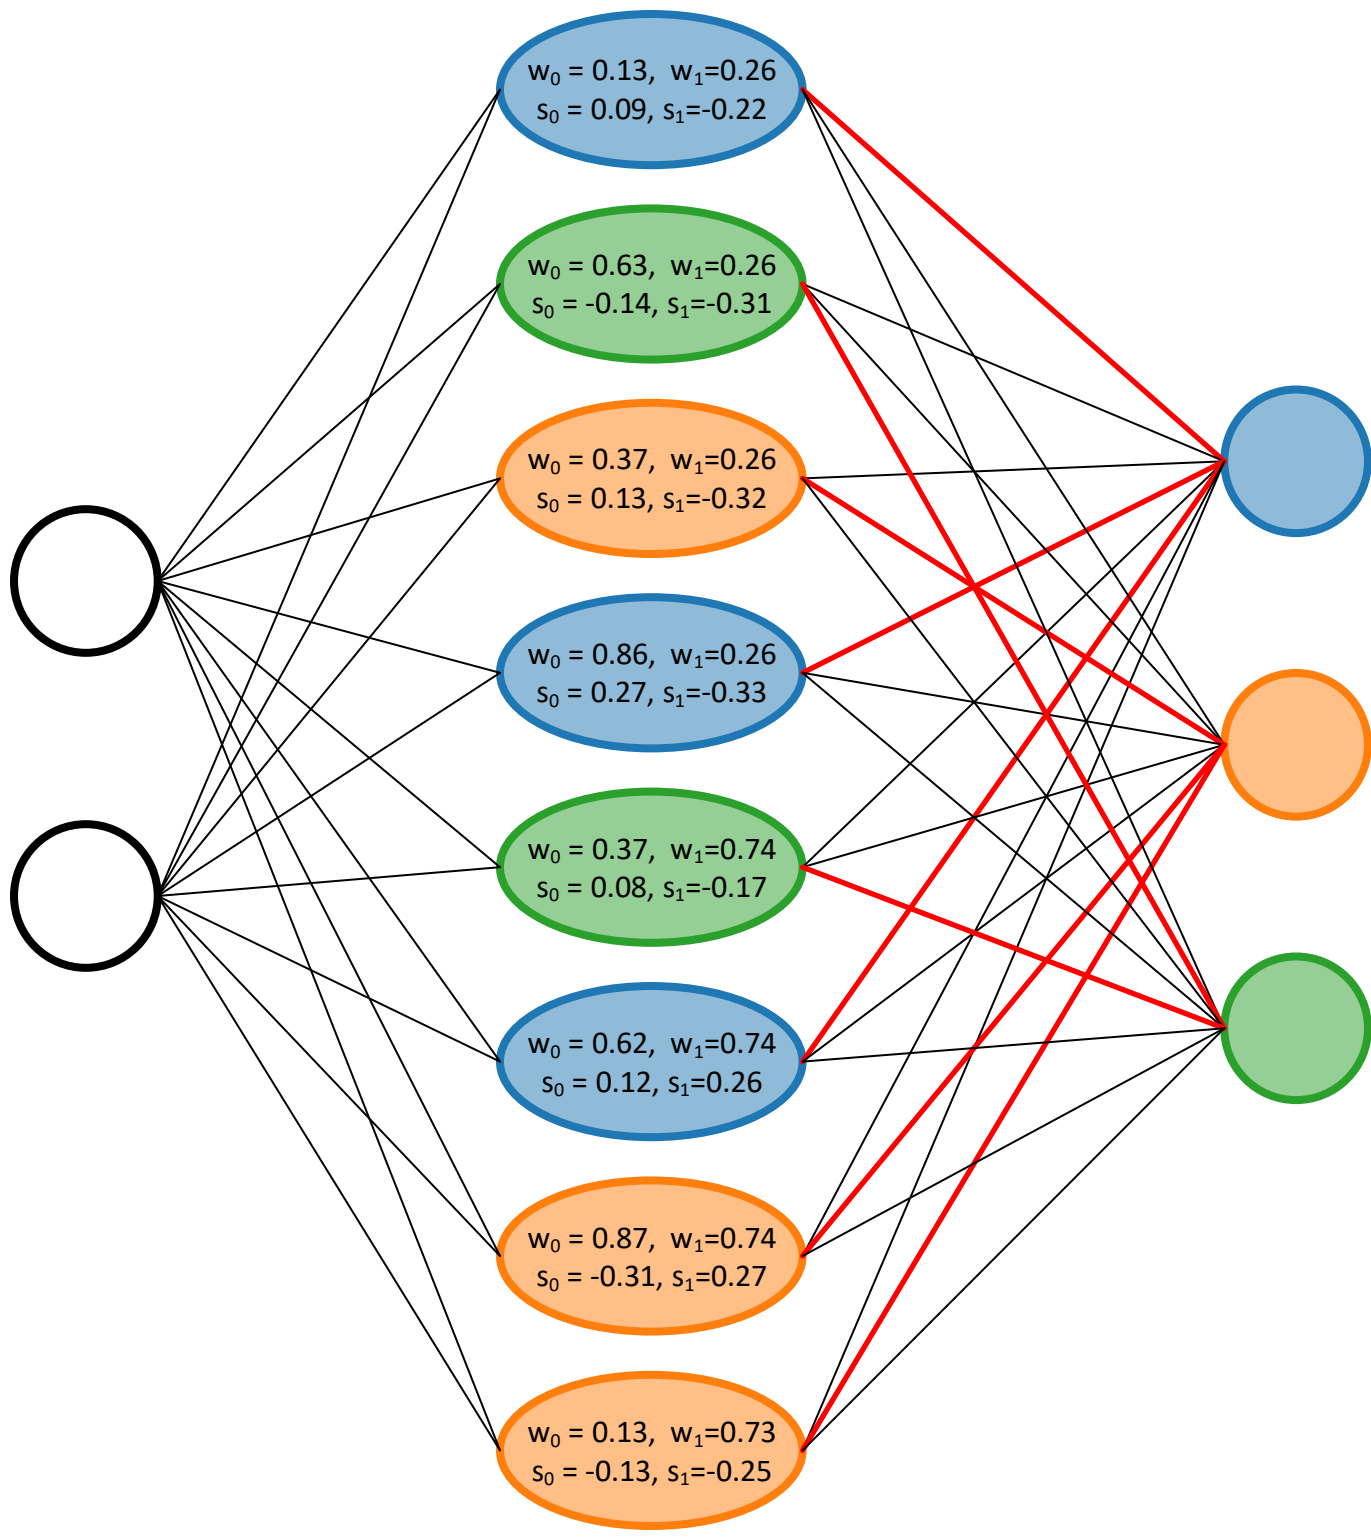 w₀ = 0.13, w₁=0.26
s₀ = 0.09, s₁=-0.22
w₀ = 0.63, w₁=0.26
s₀ = -0.14, s₁=-0.31
w₀ = 0.37, w₁=0.26
s₀ = 0.13, s₁=-0.32
w₀ = 0.86, w₁=0.26
s₀ = 0.27, s₁=-0.33
w₀ = 0.37, w₁=0.74
s₀ = 0.08, s₁=-0.17
w₀ = 0.62, w₁=0.74
s₀ = 0.12, s₁=0.26
w₀ = 0.87, w₁=0.74
s₀ = -0.31, s₁=0.27
w₀ = 0.13, w₁=0.73
s₀ = -0.13, s₁=-0.25